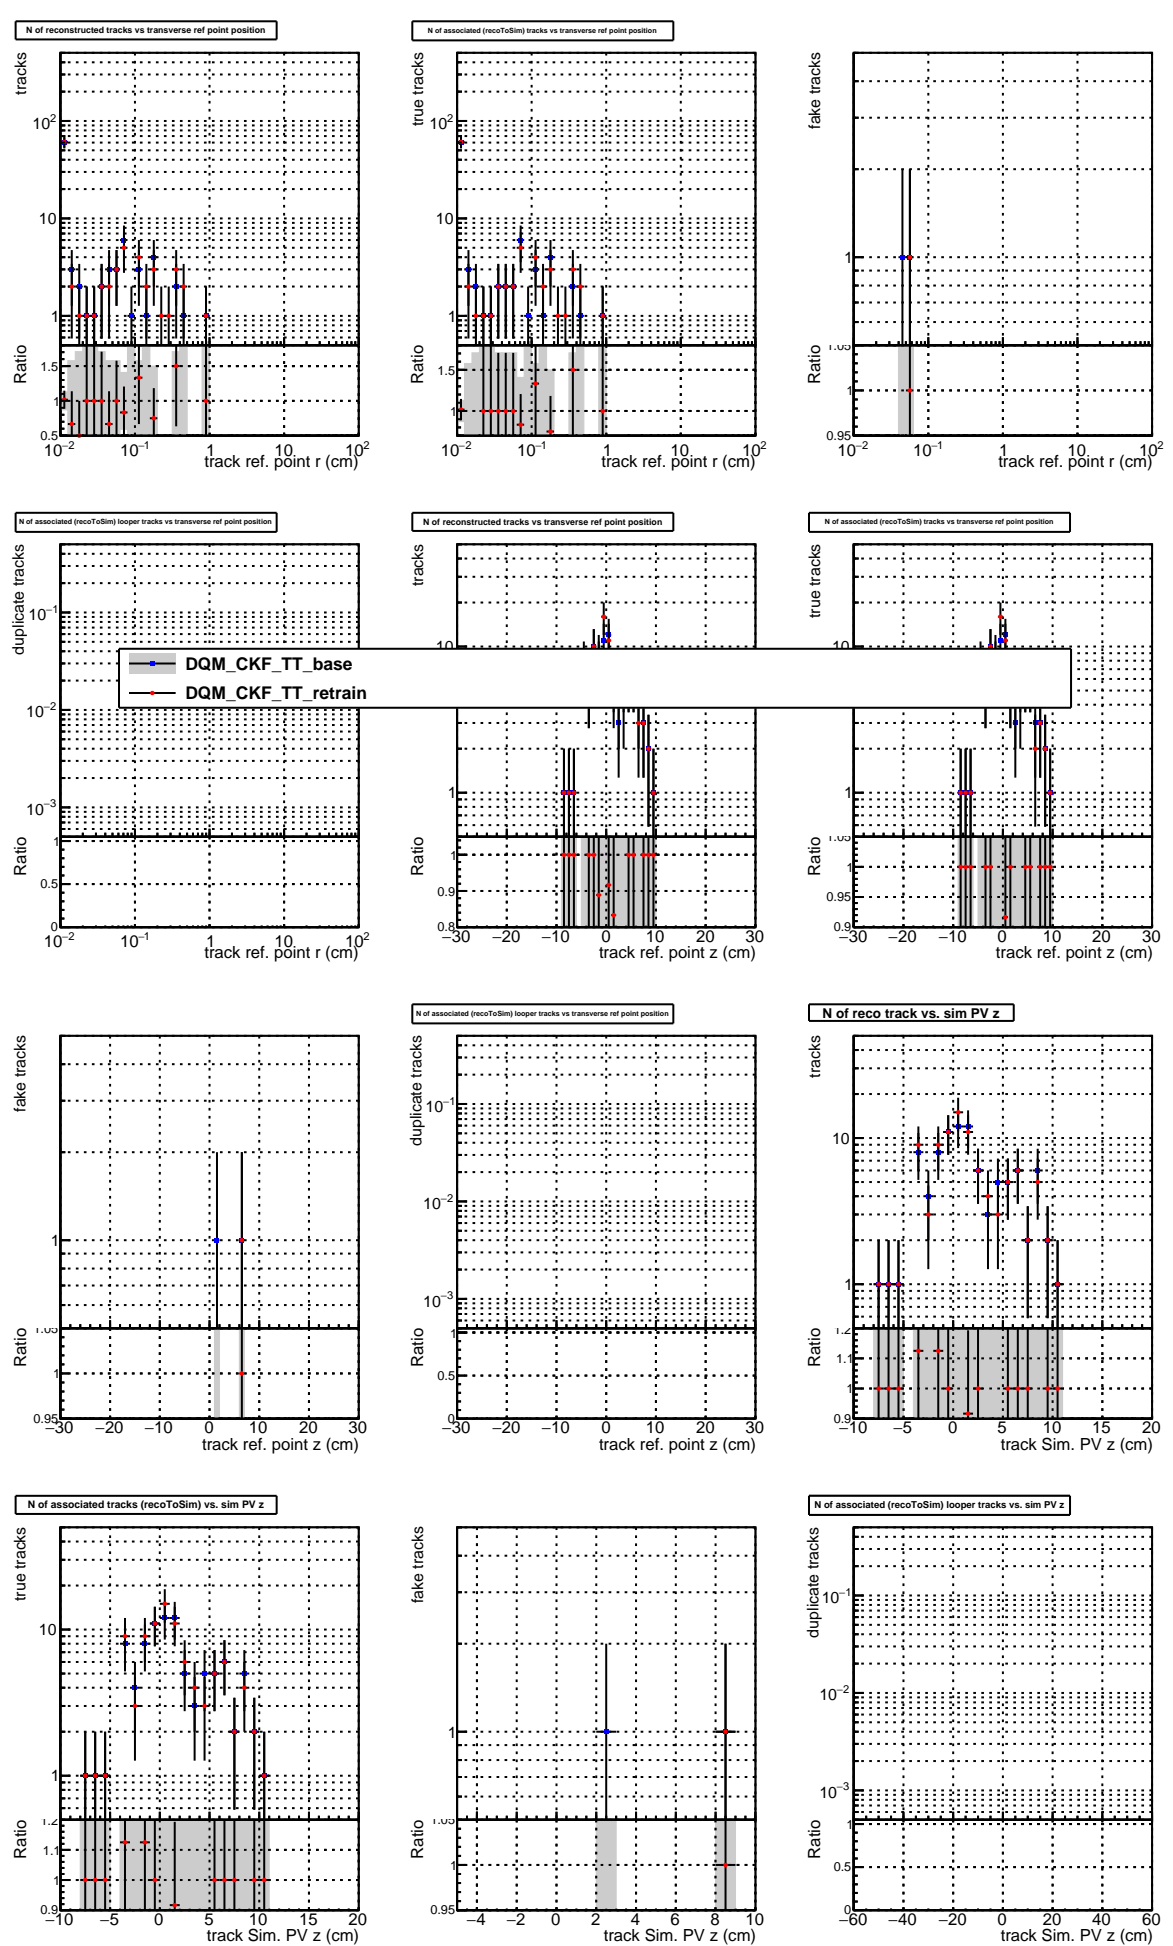 N of reconstructed tracks vs transverse ref point position
tracks
10²
10
1
Ratio
1.5
1
0.5
10⁻² 10⁻¹ 1 10 10²
track ref. point r (cm)
N of associated (recoToSim) tracks vs transverse ref point position
true tracks
10²
10
1
Ratio
1.5
1
10⁻² 10⁻¹ 1 10 10²
track ref. point r (cm)
fake tracks
1
Ratio
1.05
1
0.95
10⁻² 10⁻¹ 1 10 10²
track ref. point r (cm)
N of associated (recoToSim) looper tracks vs transverse ref point position
duplicate tracks
10⁻¹
10⁻²
10⁻³
Ratio
1
0.5
0
10⁻² 10⁻¹ 1 10 10²
track ref. point r (cm)
N of reconstructed tracks vs transverse ref point position
tracks
10
1
Ratio
1
0.9
0.8
−30 −20 −10 0 10 20 30
track ref. point z (cm)
N of associated (recoToSim) tracks vs transverse ref point position
true tracks
10
1
Ratio
1.05
1
0.95
0.9
−30 −20 −10 0 10 20 30
track ref. point z (cm)
DQM_CKF_TT_base
DQM_CKF_TT_retrain
fake tracks
1
Ratio
1.05
1
0.95
−30 −20 −10 0 10 20 30
track ref. point z (cm)
N of associated (recoToSim) looper tracks vs transverse ref point position
duplicate tracks
10⁻¹
10⁻²
10⁻³
Ratio
1
0.5
0
−30 −20 −10 0 10 20 30
track ref. point z (cm)
N of reco track vs. sim PV z
tracks
10
1
Ratio
1.2
1.1
1
0.9
−10 −5 0 5 10 15 20
track Sim. PV z (cm)
N of associated tracks (recoToSim) vs. sim PV z
true tracks
10
1
Ratio
1.2
1.1
1
0.9
−10 −5 0 5 10 15 20
track Sim. PV z (cm)
fake tracks
1
Ratio
1.05
1
0.95
−4 −2 0 2 4 6 8 10
track Sim. PV z (cm)
N of associated (recoToSim) looper tracks vs. sim PV z
duplicate tracks
10⁻¹
10⁻²
10⁻³
Ratio
1
0.5
0
−60 −40 −20 0 20 40 60
track Sim. PV z (cm)